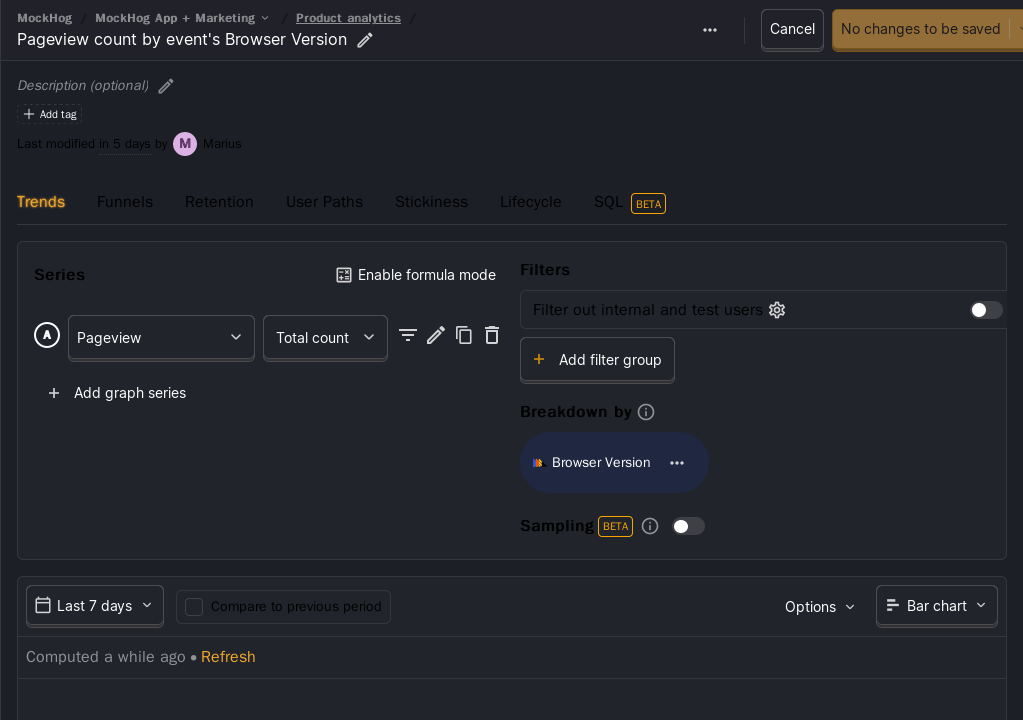 MockHog / MockHog App + Marketing / Product analytics /
Pageview count by event's Browser Version
Cancel
No changes to be saved
Description (optional)
Add tag
Last modified in 5 days by M Marius
Trends Funnels Retention User Paths Stickiness Lifecycle SQL BETA
Series
Enable formula mode
A Pageview Total count
Add graph series
Filters
Filter out internal and test users
Add filter group
Breakdown by
Browser Version
Sampling BETA
Last 7 days
Compare to previous period
Options
Bar chart
Computed a while ago • Refresh